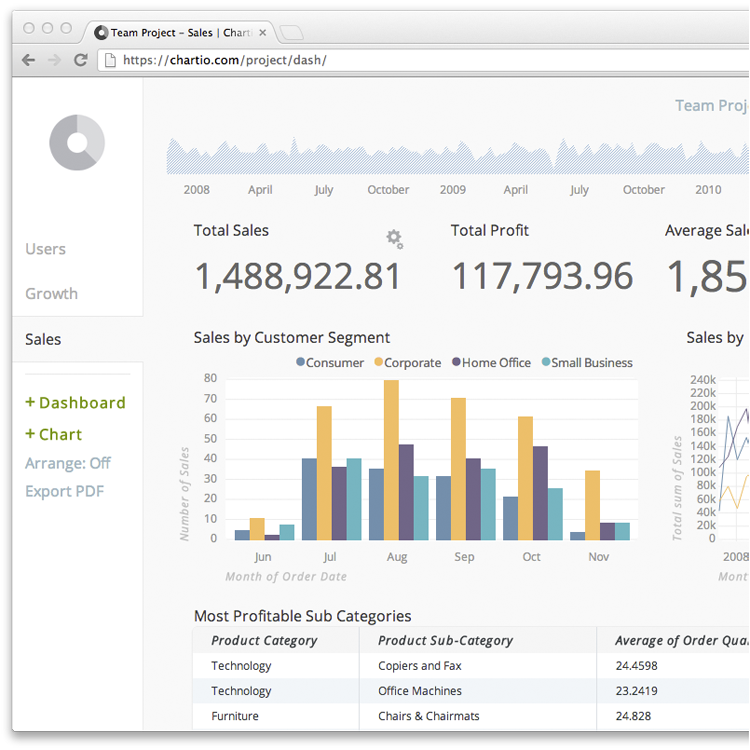 Team Project – Sales | Chart
https://chartio.com/project/dash/
Team Proj
2008 April July October 2009 April July October 2010
Users
Growth
Sales
+ Dashboard
+ Chart
Arrange: Off
Export PDF
Total Sales
1,488,922.81
Total Profit
117,793.96
Average Sal
1,85
Sales by Customer Segment
Consumer Corporate Home Office Small Business
80
70
60
50
40
30
20
10
0
Number of Sales
Jun Jul Aug Sep Oct Nov
Month of Order Date
Sales by
240k
220k
200k
180k
160k
140k
120k
100k
80k
60k
40k
20k
0
Total sum of Sales
2008
Mont
Most Profitable Sub Categories
Product Category Product Sub-Category Average of Order Qua
Technology Copiers and Fax 24.4598
Technology Office Machines 23.2419
Furniture Chairs & Chairmats 24.828